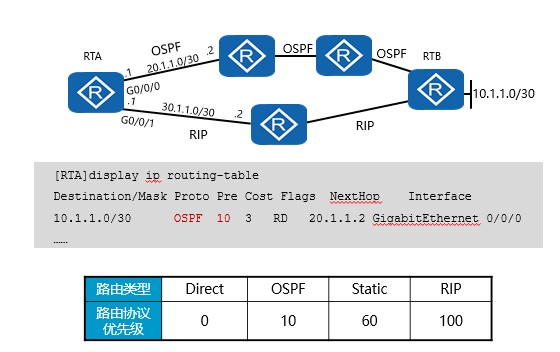 RTA
OSPF
.1
20.1.1.0/30
.2
G0/0/0
OSPF
OSPF
RTB
10.1.1.0/30
.1
30.1.1.0/30
.2
G0/0/1
RIP
RIP
R
R
R
R
R
[RTA]display ip routing-table
Destination/Mask Proto Pre Cost Flags NextHop Interface
10.1.1.0/30 OSPF 10 3 RD 20.1.1.2 GigabitEthernet 0/0/0
……
路由类型 Direct OSPF Static RIP
路由协议
优先级 0 10 60 100